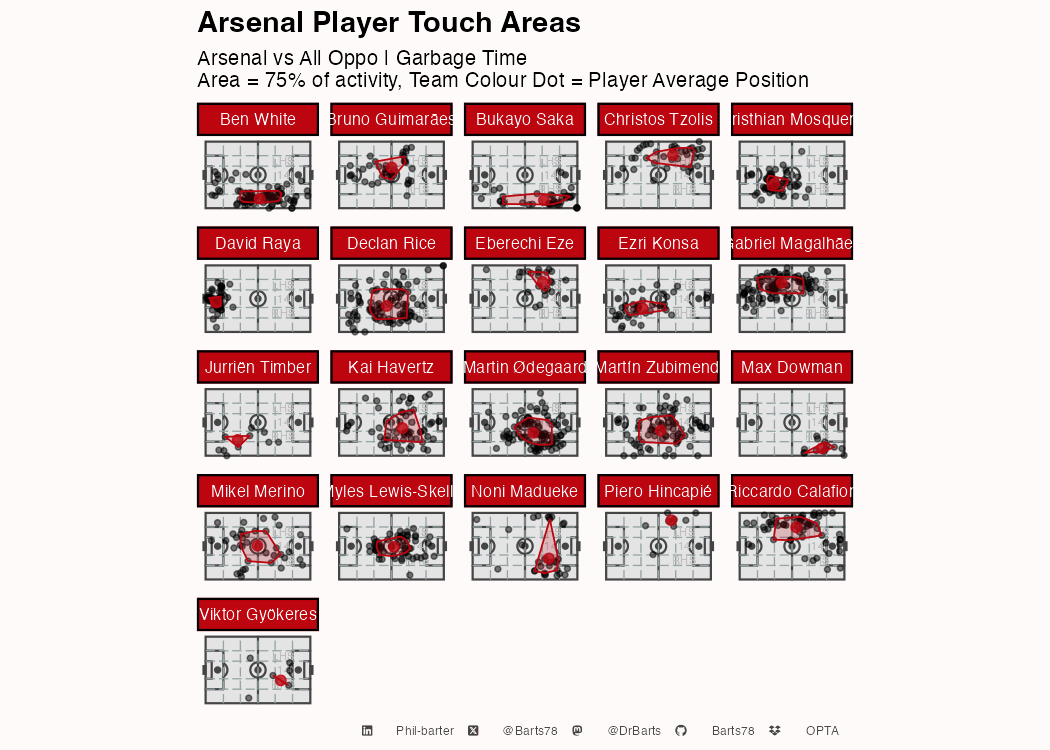 Arsenal Player Touch Areas
Arsenal vs All Oppo | Garbage Time
Area = 75% of activity, Team Colour Dot = Player Average Position
Ben White Bruno Guimarães Bukayo Saka Christos Tzolis risthian Mosquer
David Raya Declan Rice Eberechi Eze Ezri Konsa Gabriel Magalhãe
Jurriën Timber Kai Havertz Martin Ødegaard Martín Zubimend Max Dowman
Mikel Merino Myles Lewis-Skell Noni Madueke Piero Hincapié Riccardo Calafior
Viktor Gyökeres
Phil-barter @Barts78 @DrBarts Barts78 OPTA